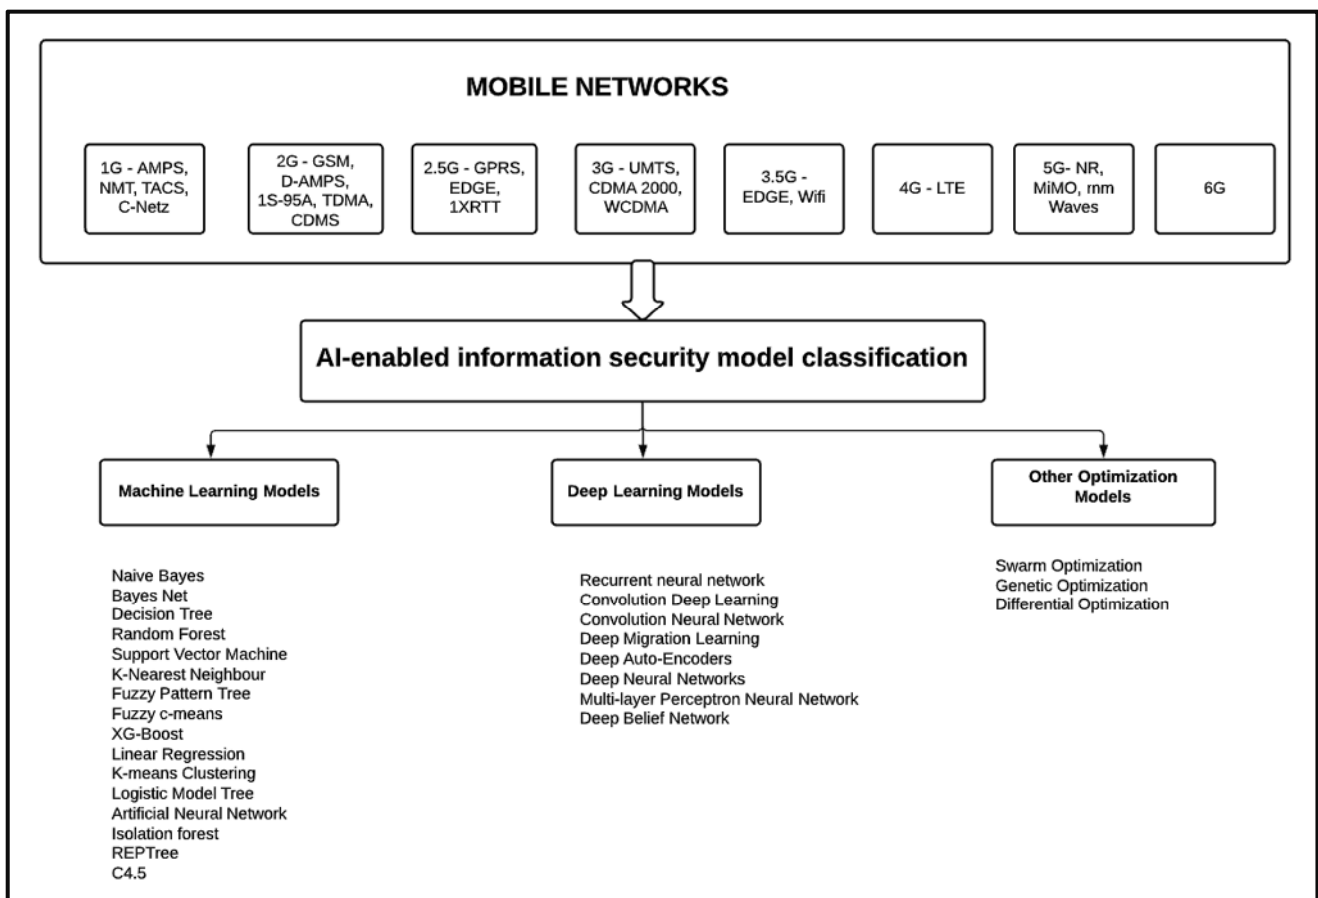 MOBILE NETWORKS
1G - AMPS,
NMT, TACS,
C-Netz
2G - GSM,
D-AMPS,
1S-95A, TDMA,
CDMS
2.5G - GPRS,
EDGE,
1XRTT
3G - UMTS,
CDMA 2000,
WCDMA
3.5G -
EDGE, Wifi
4G - LTE
5G- NR,
MiMO, mm
Waves
6G
AI-enabled information security model classification
Machine Learning Models
Naive Bayes
Bayes Net
Decision Tree
Random Forest
Support Vector Machine
K-Nearest Neighbour
Fuzzy Pattern Tree
Fuzzy c-means
XG-Boost
Linear Regression
K-means Clustering
Logistic Model Tree
Artificial Neural Network
Isolation forest
REPTree
C4.5
Deep Learning Models
Recurrent neural network
Convolution Deep Learning
Convolution Neural Network
Deep Migration Learning
Deep Auto-Encoders
Deep Neural Networks
Multi-layer Perceptron Neural Network
Deep Belief Network
Other Optimization
Models
Swarm Optimization
Genetic Optimization
Differential Optimization